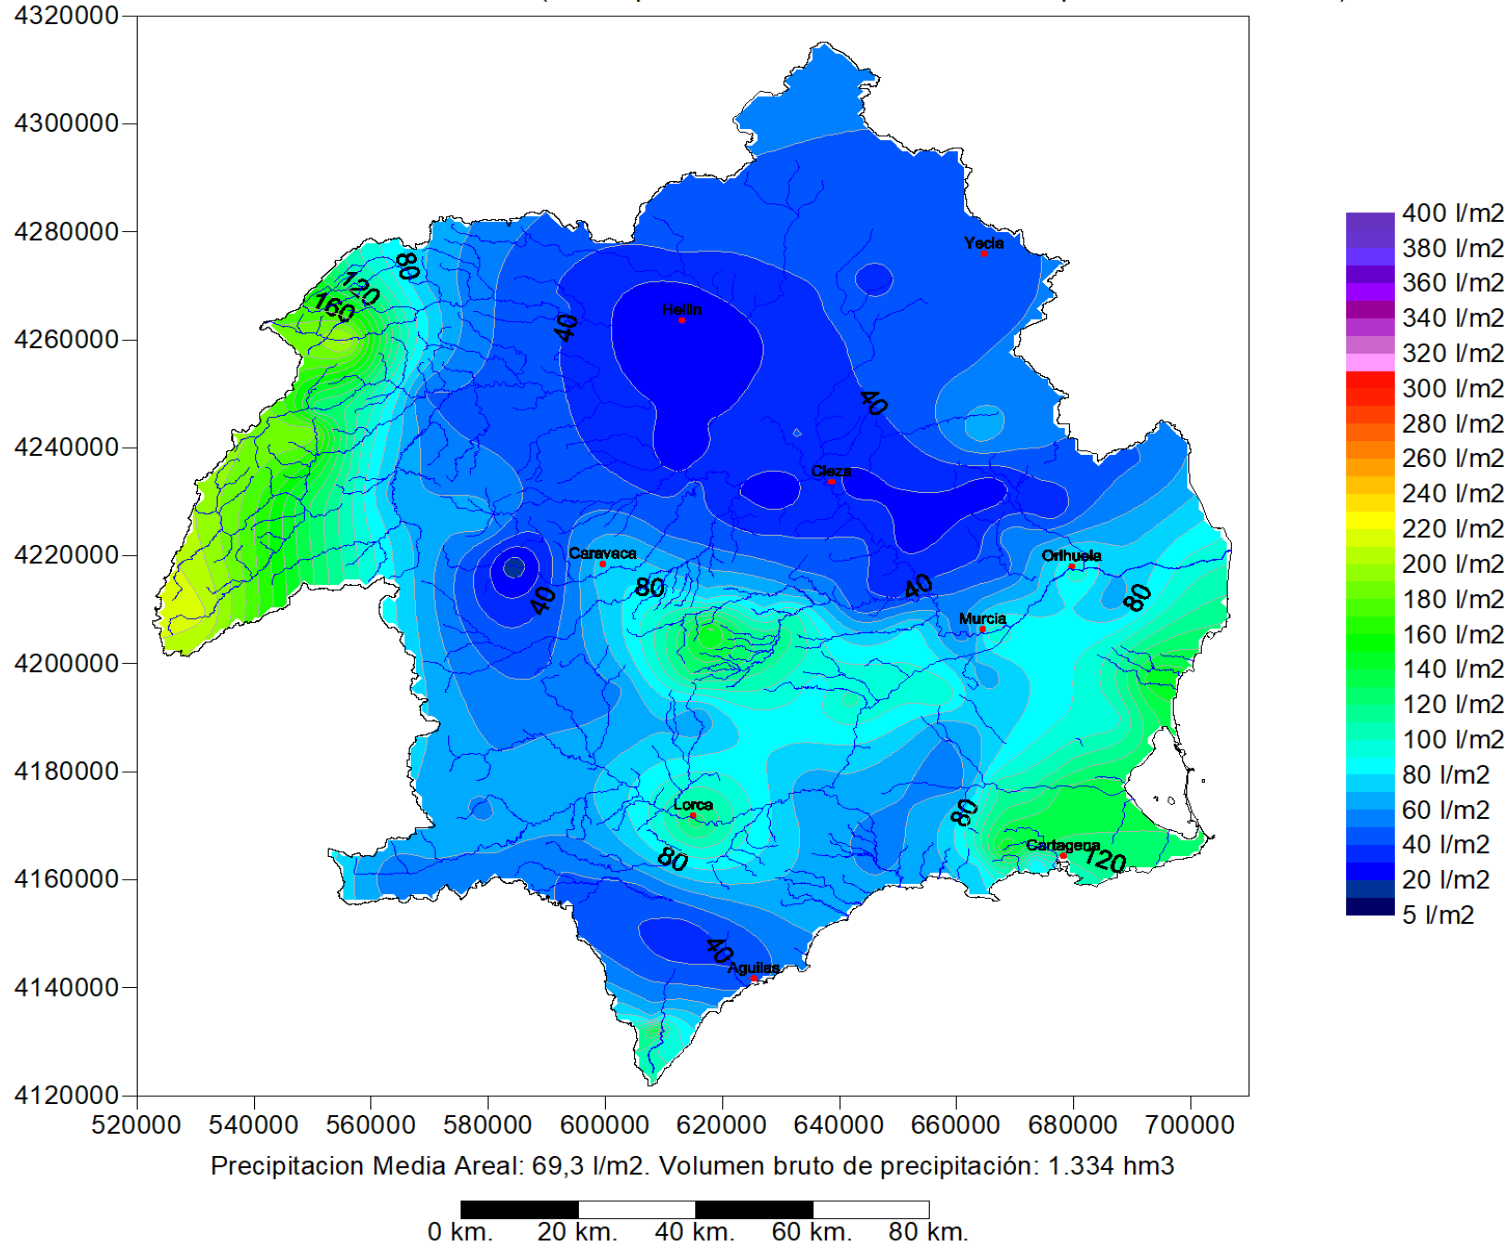 4320000
4300000
4280000
4260000
4240000
4220000
4200000
4180000
4160000
4140000
4120000
520000 540000 560000 580000 600000 620000 640000 660000 680000 700000
Yecla
80
120
160
Hellin
40
40
Cieza
Caravaca
Orihuela
80
40
40
80
Murcia
Lorca
80
80
Cartagena
120
40
Aguilas
400 l/m2
380 l/m2
360 l/m2
340 l/m2
320 l/m2
300 l/m2
280 l/m2
260 l/m2
240 l/m2
220 l/m2
200 l/m2
180 l/m2
160 l/m2
140 l/m2
120 l/m2
100 l/m2
80 l/m2
60 l/m2
40 l/m2
20 l/m2
5 l/m2
Precipitacion Media Areal: 69,3 l/m2. Volumen bruto de precipitación: 1.334 hm3
0 km. 20 km. 40 km. 60 km. 80 km.